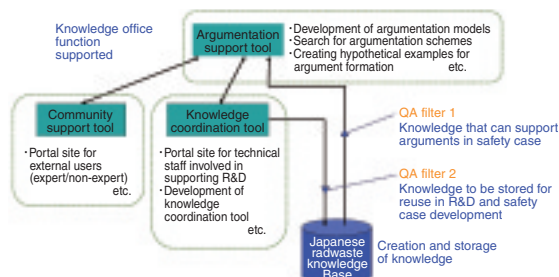 Knowledge office
function
supported
Argumentation
support tool
・Development of argumentation models
・Search for argumentation schemes
・Creating hypothetical examples for
argument formation etc.
Community
support tool
・Portal site for
external users
(expert/non-expert)
etc.
Knowledge
coordination tool
・Portal site for technical
staff involved in
supporting R&D
・Development of
knowledge
coordination tool
etc.
QA filter 1
Knowledge that can support
arguments in safety case
QA filter 2
Knowledge to be stored for
reuse in R&D and safety
case development
Japanese
radwaste
knowledge
Base
Creation and storage
of knowledge